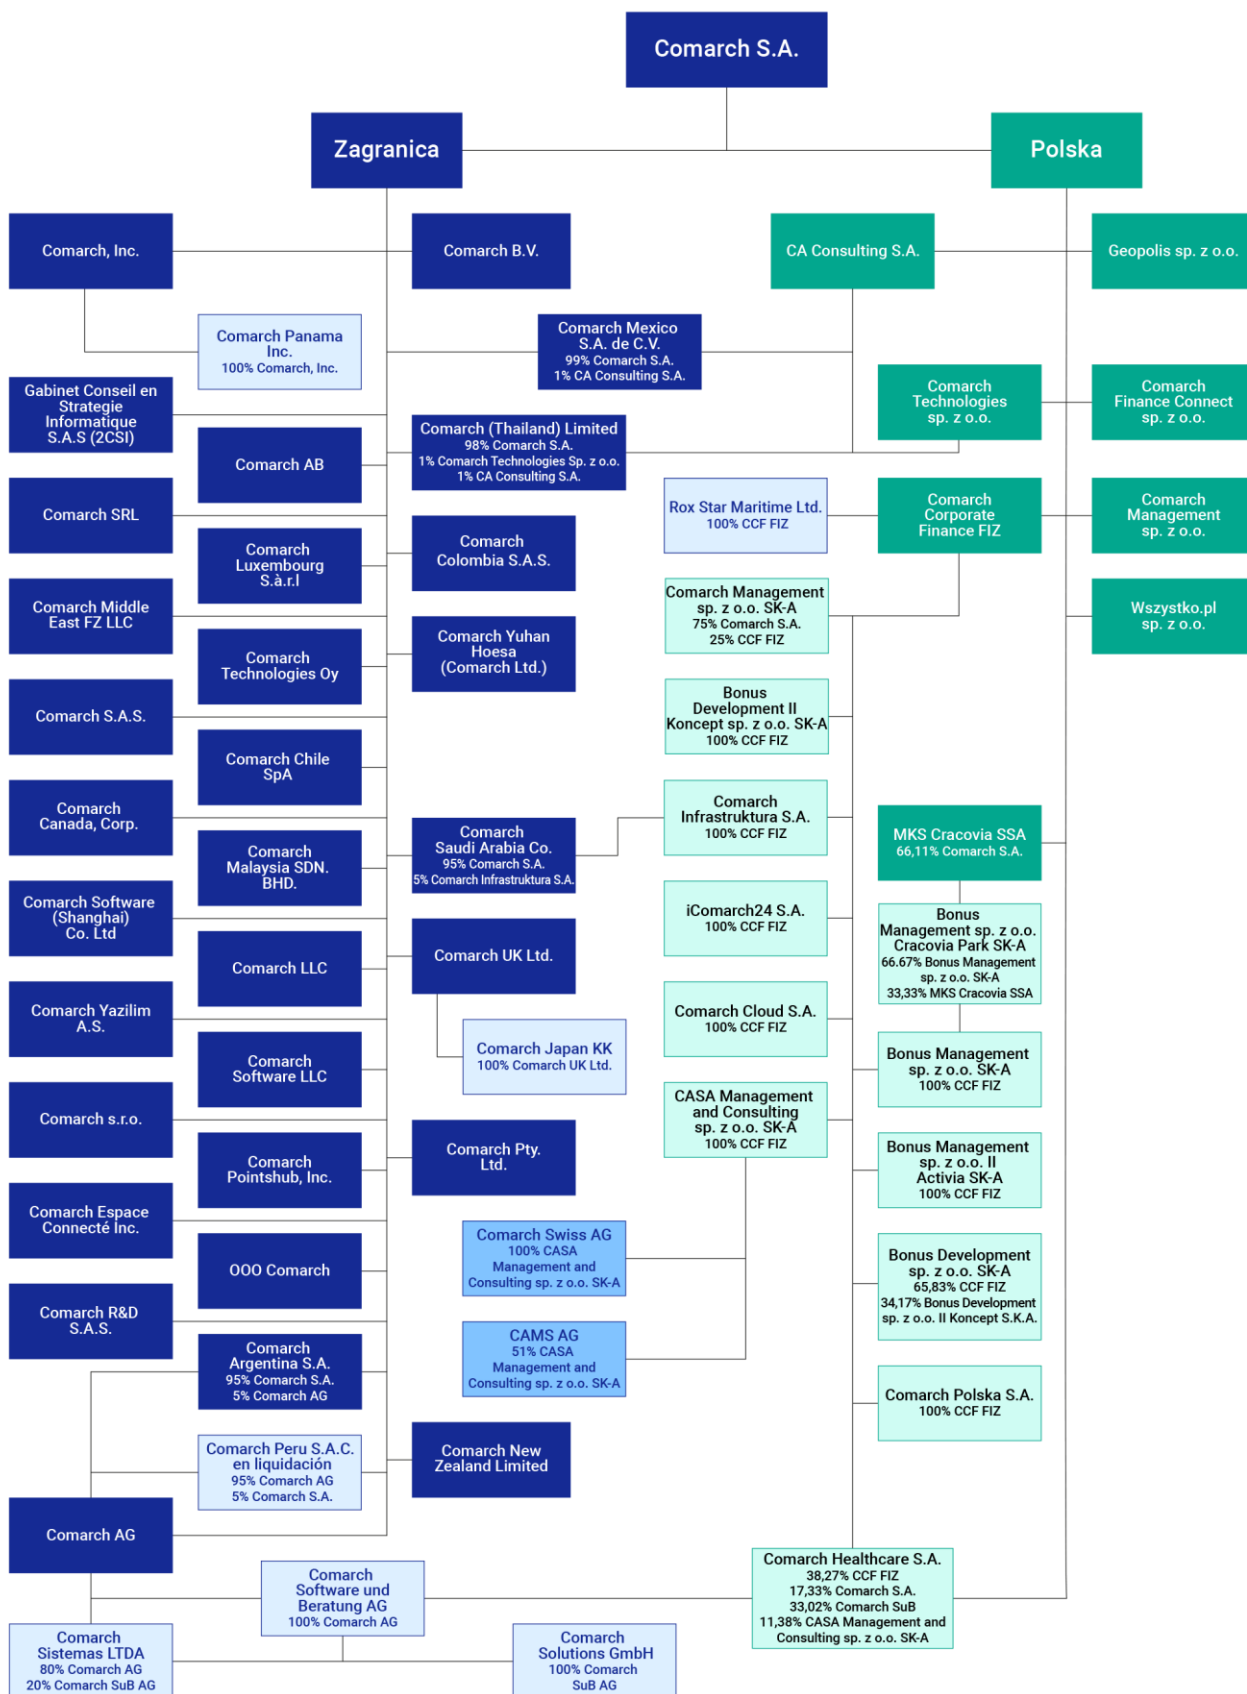 Comarch S.A.
Zagranica
Polska
Comarch, Inc.
Comarch B.V.
CA Consulting S.A.
Geopolis sp. z o.o.
Comarch Panama
Inc.
100% Comarch, Inc.
Comarch Mexico
S.A. de C.V.
99% Comarch S.A.
1% CA Consulting S.A.
Gabinet Conseil en
Strategie
Informatique
S.A.S (2CSI)
Comarch
Technologies
sp. z o.o.
Comarch
Finance Connect
sp. z o.o.
Comarch AB
Comarch (Thailand) Limited
98% Comarch S.A.
1% Comarch Technologies Sp. z o.o.
1% CA Consulting S.A.
Comarch SRL
Rox Star Maritime Ltd.
100% CCF FIZ
Comarch
Corporate
Finance FIZ
Comarch
Management
sp. z o.o.
Comarch
Luxembourg
S.à.r.l
Comarch
Colombia S.A.S.
Comarch Middle
East FZ LLC
Comarch Management
sp. z o.o. SK-A
75% Comarch S.A.
25% CCF FIZ
Wszystko.pl
sp. z o.o.
Comarch
Technologies Oy
Comarch Yuhan
Hoesa
(Comarch Ltd.)
Comarch S.A.S.
Bonus
Development II
Koncept sp. z o.o. SK-A
100% CCF FIZ
Comarch Chile
SpA
Comarch
Canada, Corp.
Comarch
Infrastruktura S.A.
100% CCF FIZ
Comarch
Malaysia SDN.
BHD.
Comarch
Saudi Arabia Co.
95% Comarch S.A.
5% Comarch Infrastruktura S.A.
MKS Cracovia SSA
66,11% Comarch S.A.
Comarch Software
(Shanghai)
Co. Ltd
iComarch24 S.A.
100% CCF FIZ
Bonus
Management sp. z o.o.
Cracovia Park SK-A
66.67% Bonus Management
sp. z o.o. SK-A
33,33% MKS Cracovia SSA
Comarch LLC
Comarch UK Ltd.
Comarch Yazilim
A.S.
Comarch Cloud S.A.
100% CCF FIZ
Comarch
Software LLC
Comarch Japan KK
100% Comarch UK Ltd.
Bonus Management
sp. z o.o. SK-A
100% CCF FIZ
Comarch s.r.o.
CASA Management
and Consulting
sp. z o.o. SK-A
100% CCF FIZ
Comarch
Pointshub, Inc.
Comarch Pty.
Ltd.
Bonus Management
sp. z o.o. II
Activia SK-A
100% CCF FIZ
Comarch Espace
Connecté Inc.
Comarch Swiss AG
100% CASA
Management and
Consulting sp. z o.o. SK-A
OOO Comarch
Bonus Development
sp. z o.o. SK-A
65,83% CCF FIZ
34,17% Bonus Development
sp. z o.o. II Koncept S.K.A.
Comarch R&D
S.A.S.
CAMS AG
51% CASA
Management and
Consulting sp. z o.o. SK-A
Comarch
Argentina S.A.
95% Comarch S.A.
5% Comarch AG
Comarch Polska S.A.
100% CCF FIZ
Comarch Peru S.A.C.
en liquidación
95% Comarch AG
5% Comarch S.A.
Comarch New
Zealand Limited
Comarch AG
Comarch
Software und
Beratung AG
100% Comarch AG
Comarch Healthcare S.A.
38,27% CCF FIZ
17,33% Comarch S.A.
33,02% Comarch SuB
11,38% CASA Management and
Consulting sp. z o.o. SK-A
Comarch
Sistemas LTDA
80% Comarch AG
20% Comarch SuB AG
Comarch
Solutions GmbH
100% Comarch
SuB AG